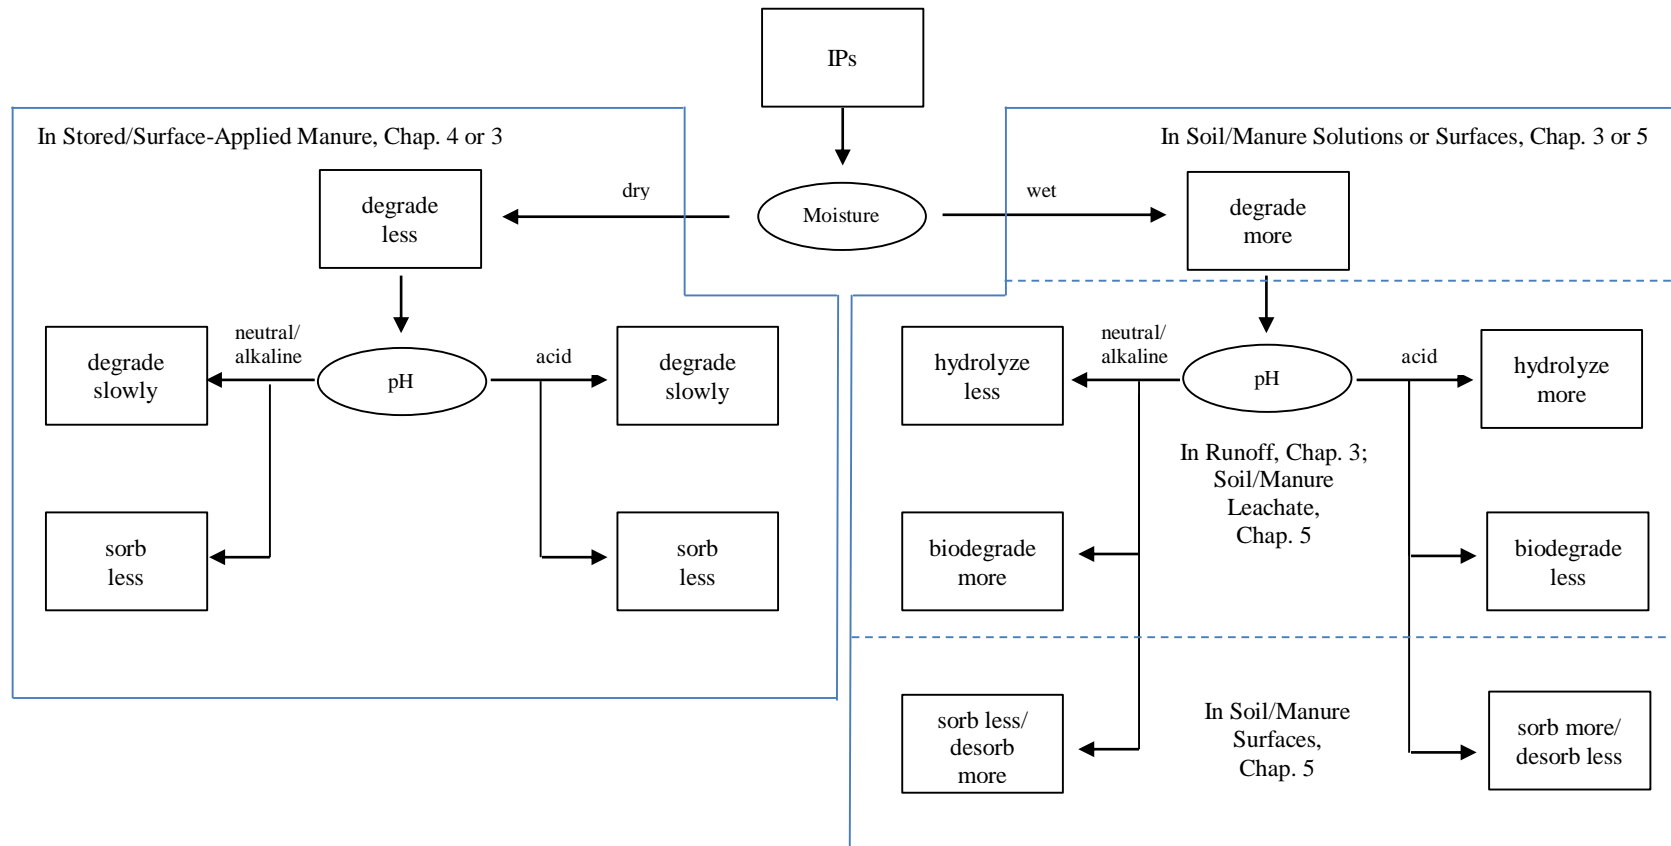 IPs
In Stored/Surface-Applied Manure, Chap. 4 or 3
In Soil/Manure Solutions or Surfaces, Chap. 3 or 5
degrade
less
dry
Moisture
wet
degrade
more
degrade
slowly
neutral/
alkaline
pH
acid
degrade
slowly
sorb
less
sorb
less
hydrolyze
less
neutral/
alkaline
pH
acid
hydrolyze
more
In Runoff, Chap. 3;
Soil/Manure
Leachate,
Chap. 5
biodegrade
more
biodegrade
less
sorb less/
desorb
more
In Soil/Manure
Surfaces,
Chap. 5
sorb more/
desorb less